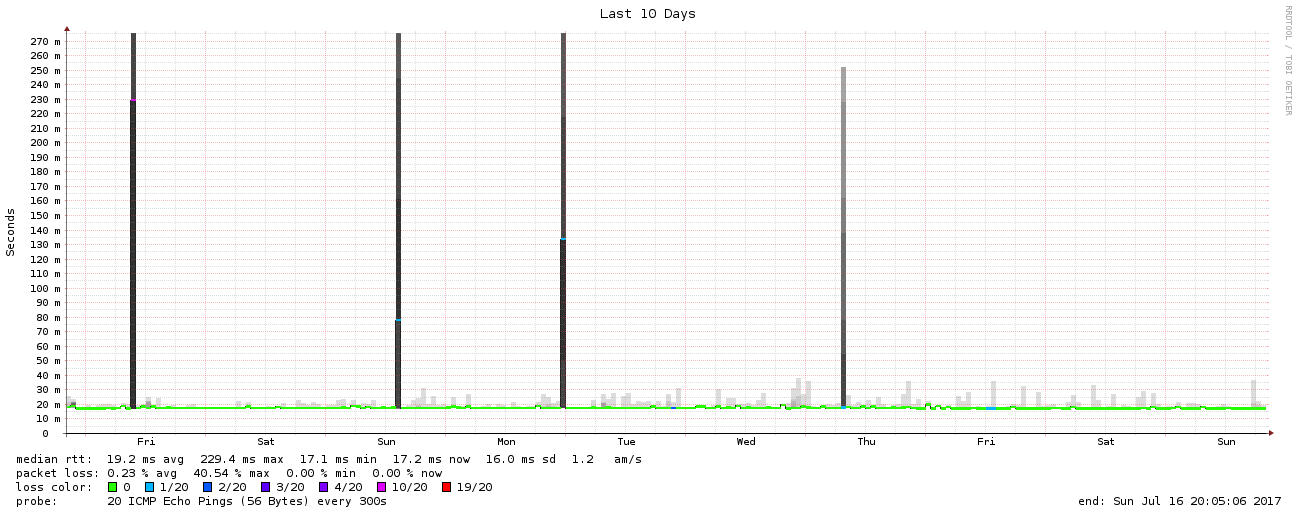 Last 10 Days
RRDTOOL / TOBI OETIKER
Seconds
270 m
260 m
250 m
240 m
230 m
220 m
210 m
200 m
190 m
180 m
170 m
160 m
150 m
140 m
130 m
120 m
110 m
100 m
90 m
80 m
70 m
60 m
50 m
40 m
30 m
20 m
10 m
0
Fri Sat Sun Mon Tue Wed Thu Fri Sat Sun
median rtt: 19.2 ms avg 229.4 ms max 17.1 ms min 17.2 ms now 16.0 ms sd 1.2 am/s
packet loss: 0.23 % avg 40.54 % max 0.00 % min 0.00 % now
loss color: 0 1/20 2/20 3/20 4/20 10/20 19/20
probe: 20 ICMP Echo Pings (56 Bytes) every 300s end: Sun Jul 16 20:05:06 2017